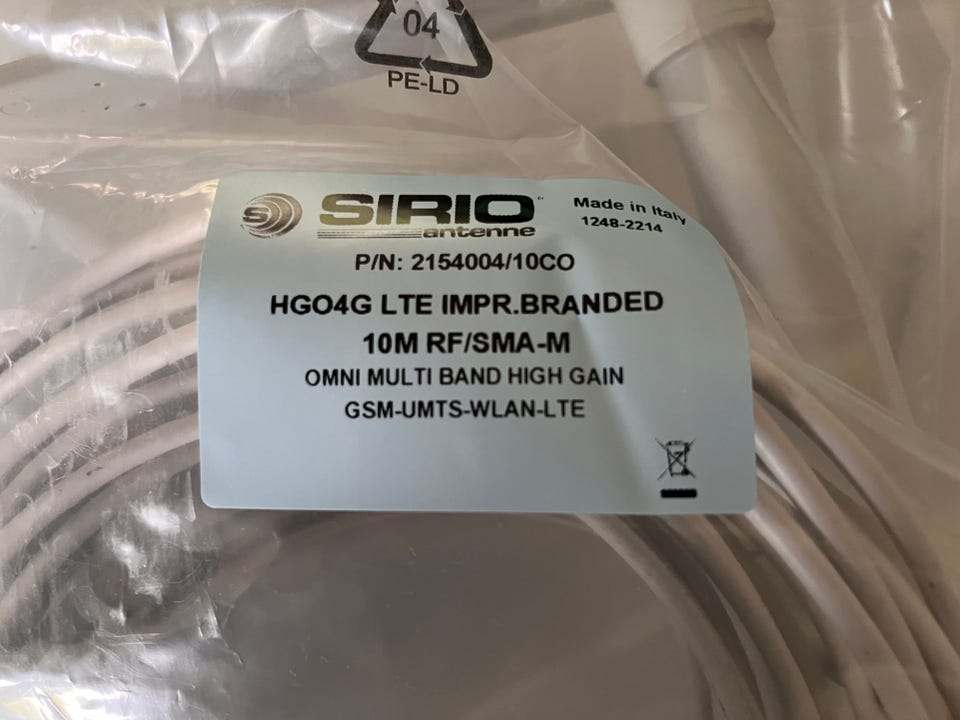 04
PE-LD
S
SIRIO
antenne
Made in Italy
1248-2214
P/N: 2154004/10CO
HGO4G LTE IMPR.BRANDED
10M RF/SMA-M
OMNI MULTI BAND HIGH GAIN
GSM-UMTS-WLAN-LTE